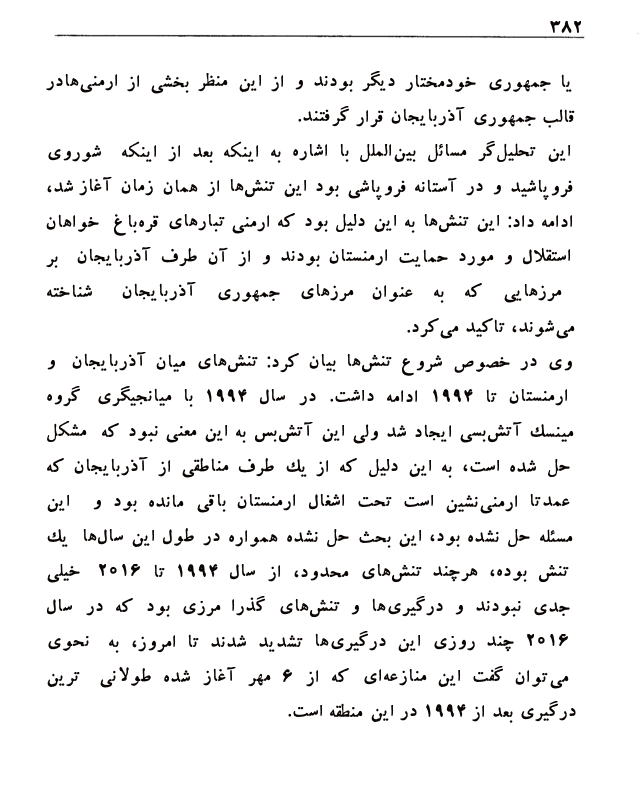 ۳۸۲
یا جمهوری خودمختار دیگر بودند و از این منظر بخشی از ارمنی‌هادر
قالب جمهوری آذربایجان قرار گرفتند.
این تحلیل‌گر مسائل بین‌الملل با اشاره به اینکه بعد از اینکه شوروی
فروپاشید و در آستانه فروپاشی بود این تنش‌ها از همان زمان آغاز شد،
ادامه داد: این تنش‌ها به این دلیل بود که ارمنی تبارهای قره‌باغ خواهان
استقلال و مورد حمایت ارمنستان بودند و از آن طرف آذربایجان بر
مرزهایی که به عنوان مرزهای جمهوری آذربایجان شناخته
می‌شوند، تاکید می‌کرد.
وی در خصوص شروع تنش‌ها بیان کرد: تنش‌های میان آذربایجان و
ارمنستان تا ۱۹۹۴ ادامه داشت. در سال ۱۹۹۴ با میانجیگری گروه
مینسك آتش‌بسی ایجاد شد ولی این آتش‌بس به این معنی نبود که مشکل
حل شده است، به این دلیل که از یك طرف مناطقی از آذربایجان که
عمدتا ارمنی‌نشین است تحت اشغال ارمنستان باقی مانده بود و این
مسئله حل نشده بود، این بحث حل نشده همواره در طول این سال‌ها یك
تنش بوده، هرچند تنش‌های محدود، از سال ۱۹۹۴ تا ۲۰۱۶ خیلی
جدی نبودند و درگیری‌ها و تنش‌های گذرا مرزی بود که در سال
۲۰۱۶ چند روزی این درگیری‌ها تشدید شدند تا امروز، به نحوی
می‌توان گفت این منازعه‌ای که از ۶ مهر آغاز شده طولانی ترین
درگیری بعد از ۱۹۹۴ در این منطقه است.